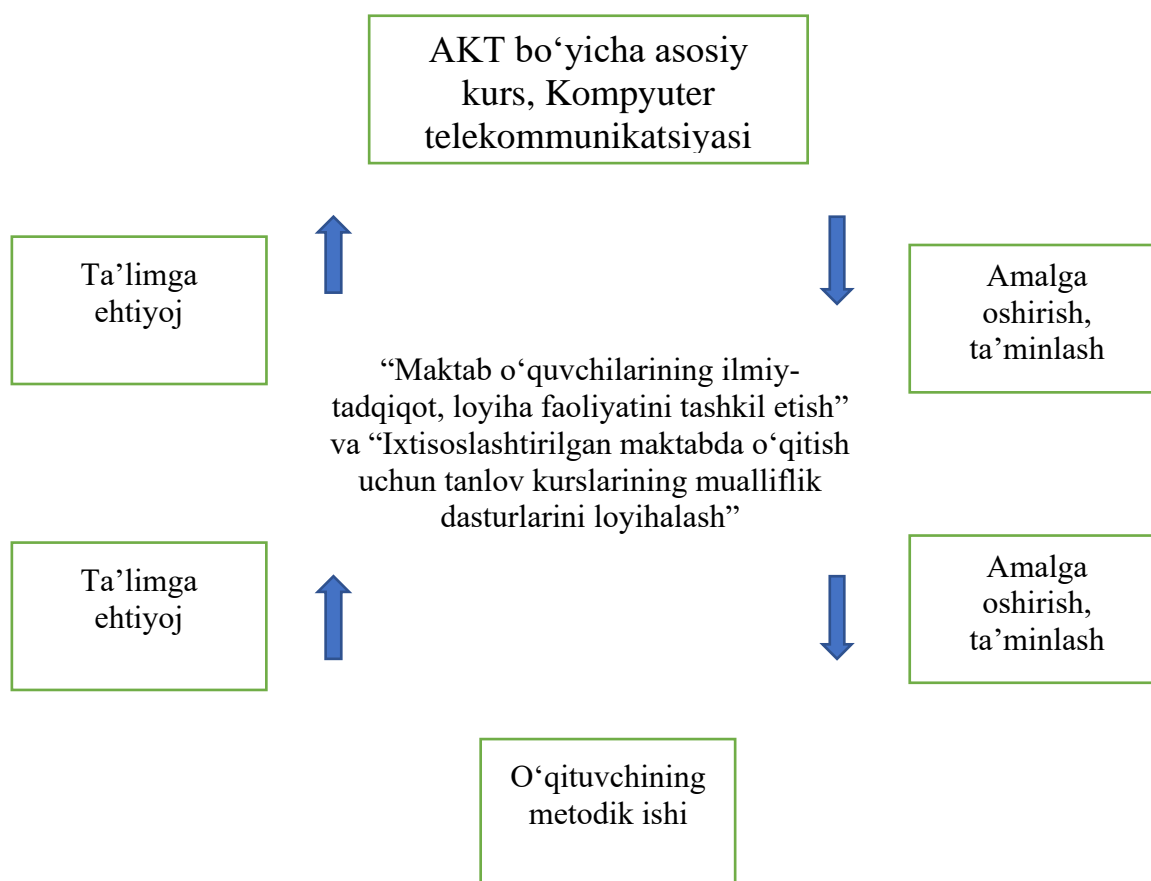 AKT bo‘yicha asosiy
kurs, Kompyuter
telekommunikatsiyasi
Ta’limga
ehtiyoj
Amalga
oshirish,
ta’minlash
“Maktab o‘quvchilarining ilmiy-
tadqiqot, loyiha faoliyatini tashkil etish”
va “Ixtisoslashtirilgan maktabda o‘qitish
uchun tanlov kurslarining mualliflik
dasturlarini loyihalash”
Ta’limga
ehtiyoj
Amalga
oshirish,
ta’minlash
O‘qituvchining
metodik ishi